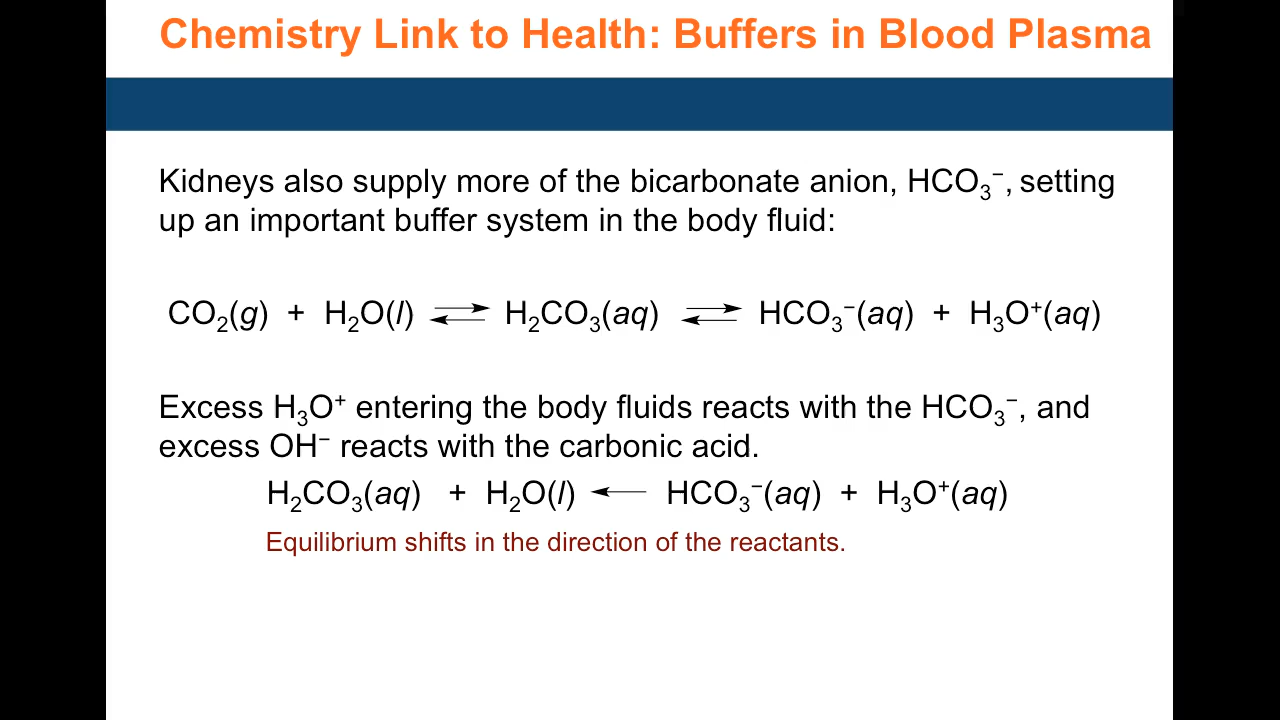 Chemistry Link to Health: Buffers in Blood Plasma
Kidneys also supply more of the bicarbonate anion, HCO₃⁻, setting
up an important buffer system in the body fluid:
CO₂(g) + H₂O(l) ⇌ H₂CO₃(aq) ⇌ HCO₃⁻(aq) + H₃O⁺(aq)
Excess H₃O⁺ entering the body fluids reacts with the HCO₃⁻, and
excess OH⁻ reacts with the carbonic acid.
H₂CO₃(aq) + H₂O(l) ← HCO₃⁻(aq) + H₃O⁺(aq)
Equilibrium shifts in the direction of the reactants.